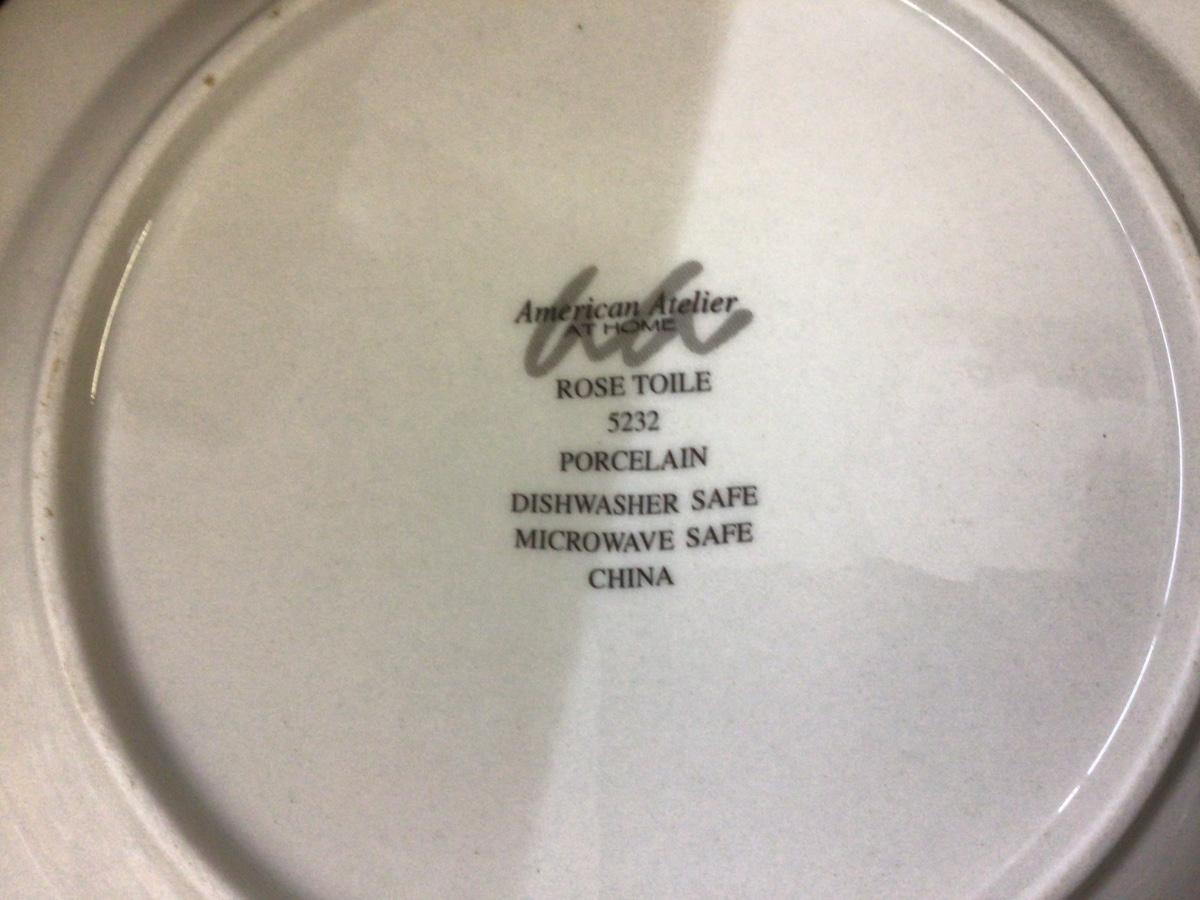 American Atelier
AT HOME
ROSE TOILE
5232
PORCELAIN
DISHWASHER SAFE
MICROWAVE SAFE
CHINA